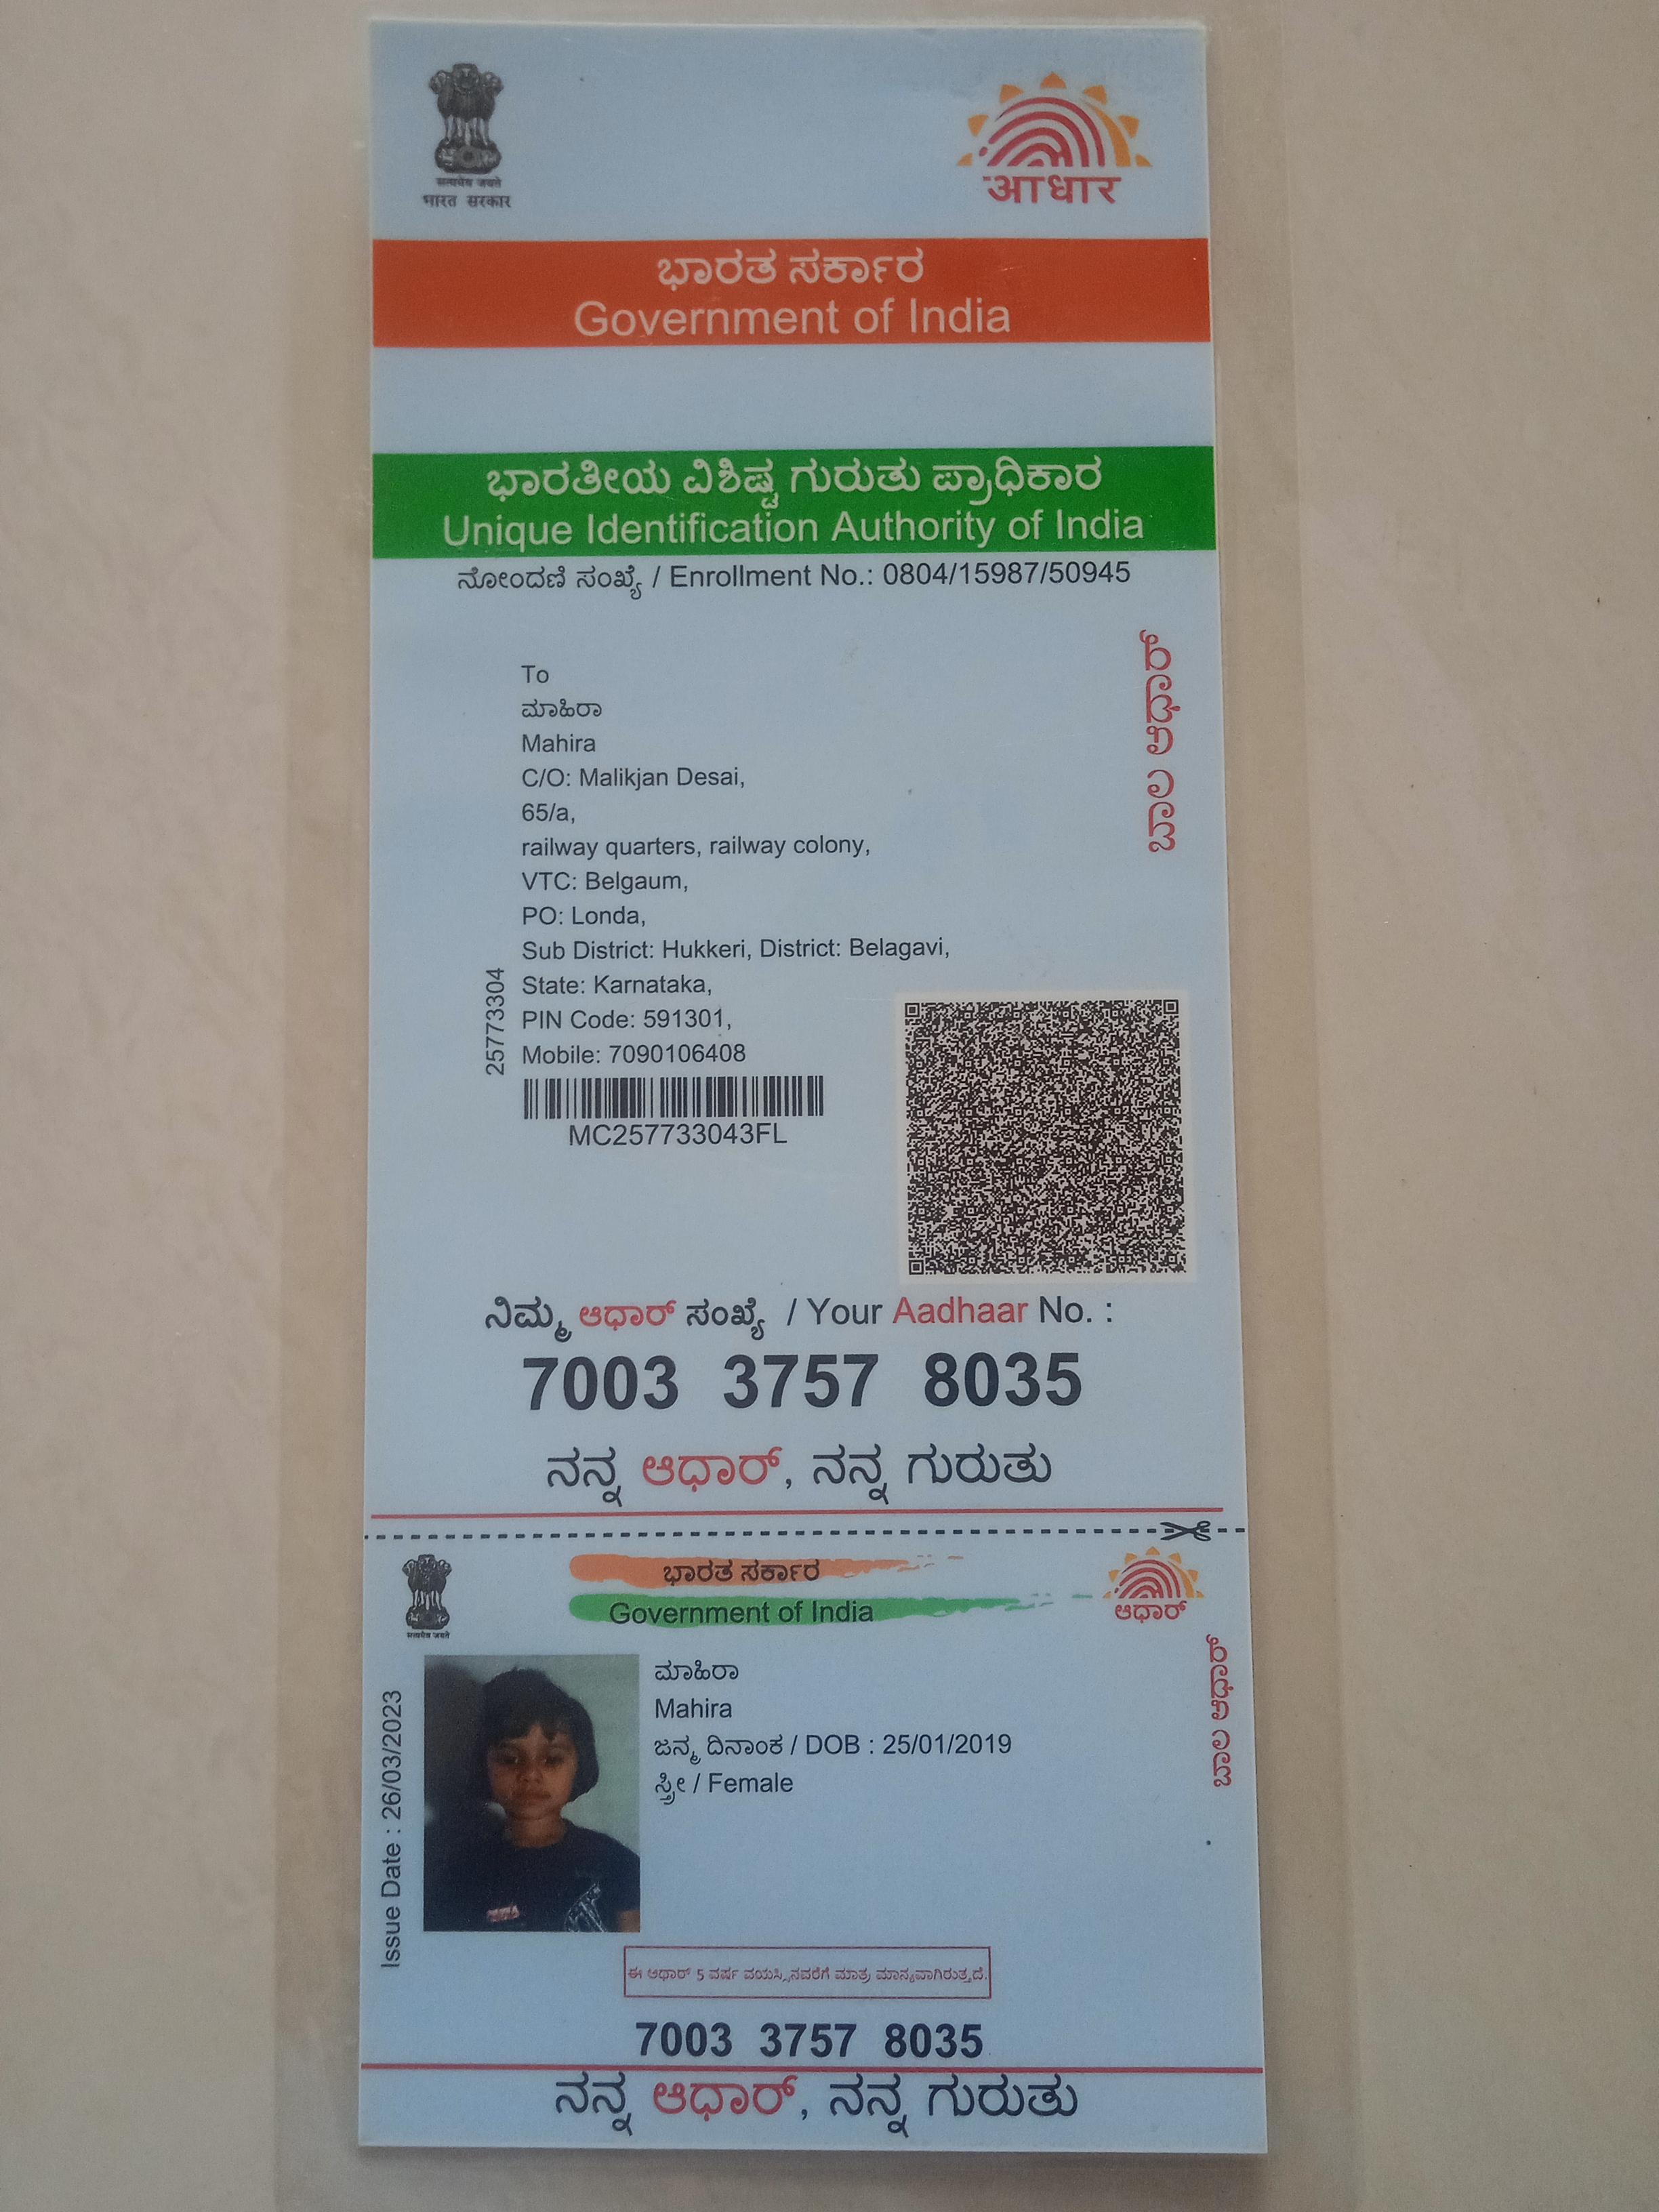 सत्यमेव जयते
भारत सरकार
आधार
ಭಾರತ ಸರ್ಕಾರ
Government of India
ಭಾರತೀಯ ವಿಶಿಷ್ಟ ಗುರುತು ಪ್ರಾಧಿಕಾರ
Unique Identification Authority of India
ನೋಂದಣಿ ಸಂಖ್ಯೆ / Enrollment No.: 0804/15987/50945
To
ಮಾಹಿರಾ
Mahira
C/O: Malikjan Desai,
65/a,
railway quarters, railway colony,
VTC: Belgaum,
PO: Londa,
Sub District: Hukkeri, District: Belagavi,
State: Karnataka,
PIN Code: 591301,
Mobile: 7090106408
25773304
MC257733043FL
ಬಾಲ ಆಧಾರ್
ನಿಮ್ಮ ಆಧಾರ್ ಸಂಖ್ಯೆ / Your Aadhaar No. :
7003 3757 8035
ನನ್ನ ಆಧಾರ್, ನನ್ನ ಗುರುತು
सत्यमेव जयते
ಭಾರತ ಸರ್ಕಾರ
Government of India
ಆಧಾರ್
Issue Date : 26/03/2023
ಮಾಹಿರಾ
Mahira
ಜನ್ಮ ದಿನಾಂಕ / DOB : 25/01/2019
ಸ್ತ್ರೀ / Female
ಬಾಲ ಆಧಾರ್
ಈ ಆಧಾರ್ 5 ವರ್ಷ ವಯಸ್ಸಿನವರೆಗೆ ಮಾತ್ರ ಮಾನ್ಯವಾಗಿರುತ್ತದೆ.
7003 3757 8035
ನನ್ನ ಆಧಾರ್, ನನ್ನ ಗುರುತು